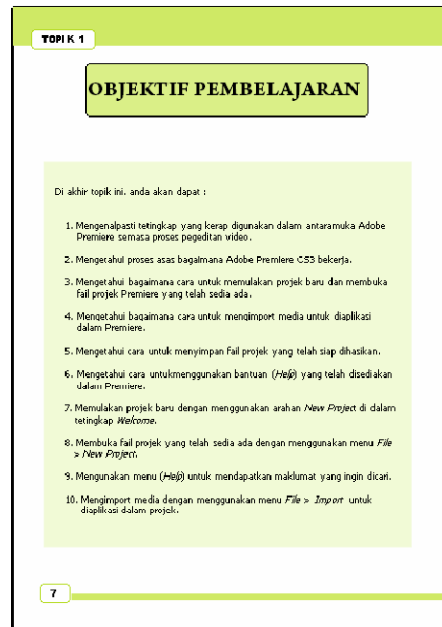 TOPIK 1
OBJEKTIF PEMBELAJARAN
Di akhir topik ini, anda akan dapat :
1. Mengenalpasti tetingkap yang kerap digunakan dalam antaramuka Adobe
Premiere semasa proses pegeditan video.
2. Mengetahui proses asas bagaimana Adobe Premiere CS3 bekerja.
3. Mengetahui bagaimana cara untuk memulakan projek baru dan membuka
fail projek Premiere yang telah sedia ada.
4. Mengetahui bagaimana cara untuk mengimport media untuk diaplikasi
dalam Premiere.
5. Mengetahui cara untuk menyimpan fail projek yang telah siap dihasikan.
6. Mengetahui cara untukmenggunakan bantuan (Help) yang telah disediakan
dalam Premiere.
7. Memulakan projek baru dengan menggunakan arahan New Project di dalam
tetingkap Welcome.
8. Membuka fail projek yang telah sedia ada dengan menggunakan menu File
> New Project.
9. Mengunakan menu (Help) untuk mendapatkan maklumat yang ingin dicari.
10. Mengimport media dengan menggunakan menu File > Import untuk
diaplikasi dalam projek.
7